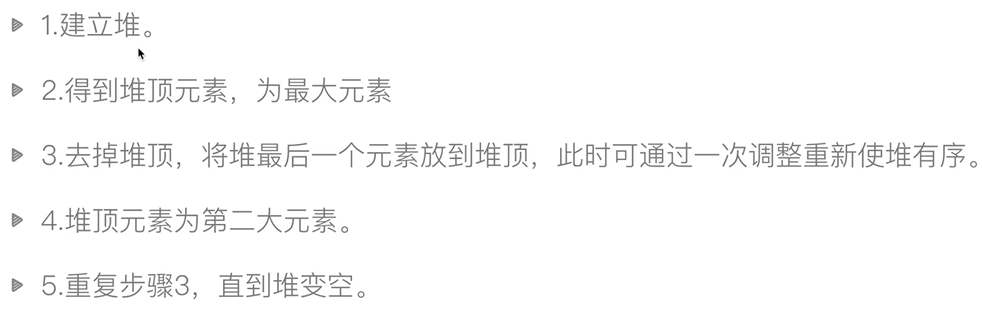 1.建立堆。
2.得到堆顶元素，为最大元素
3.去掉堆顶，将堆最后一个元素放到堆顶，此时可通过一次调整重新使堆有序。
4.堆顶元素为第二大元素。
5.重复步骤3，直到堆变空。